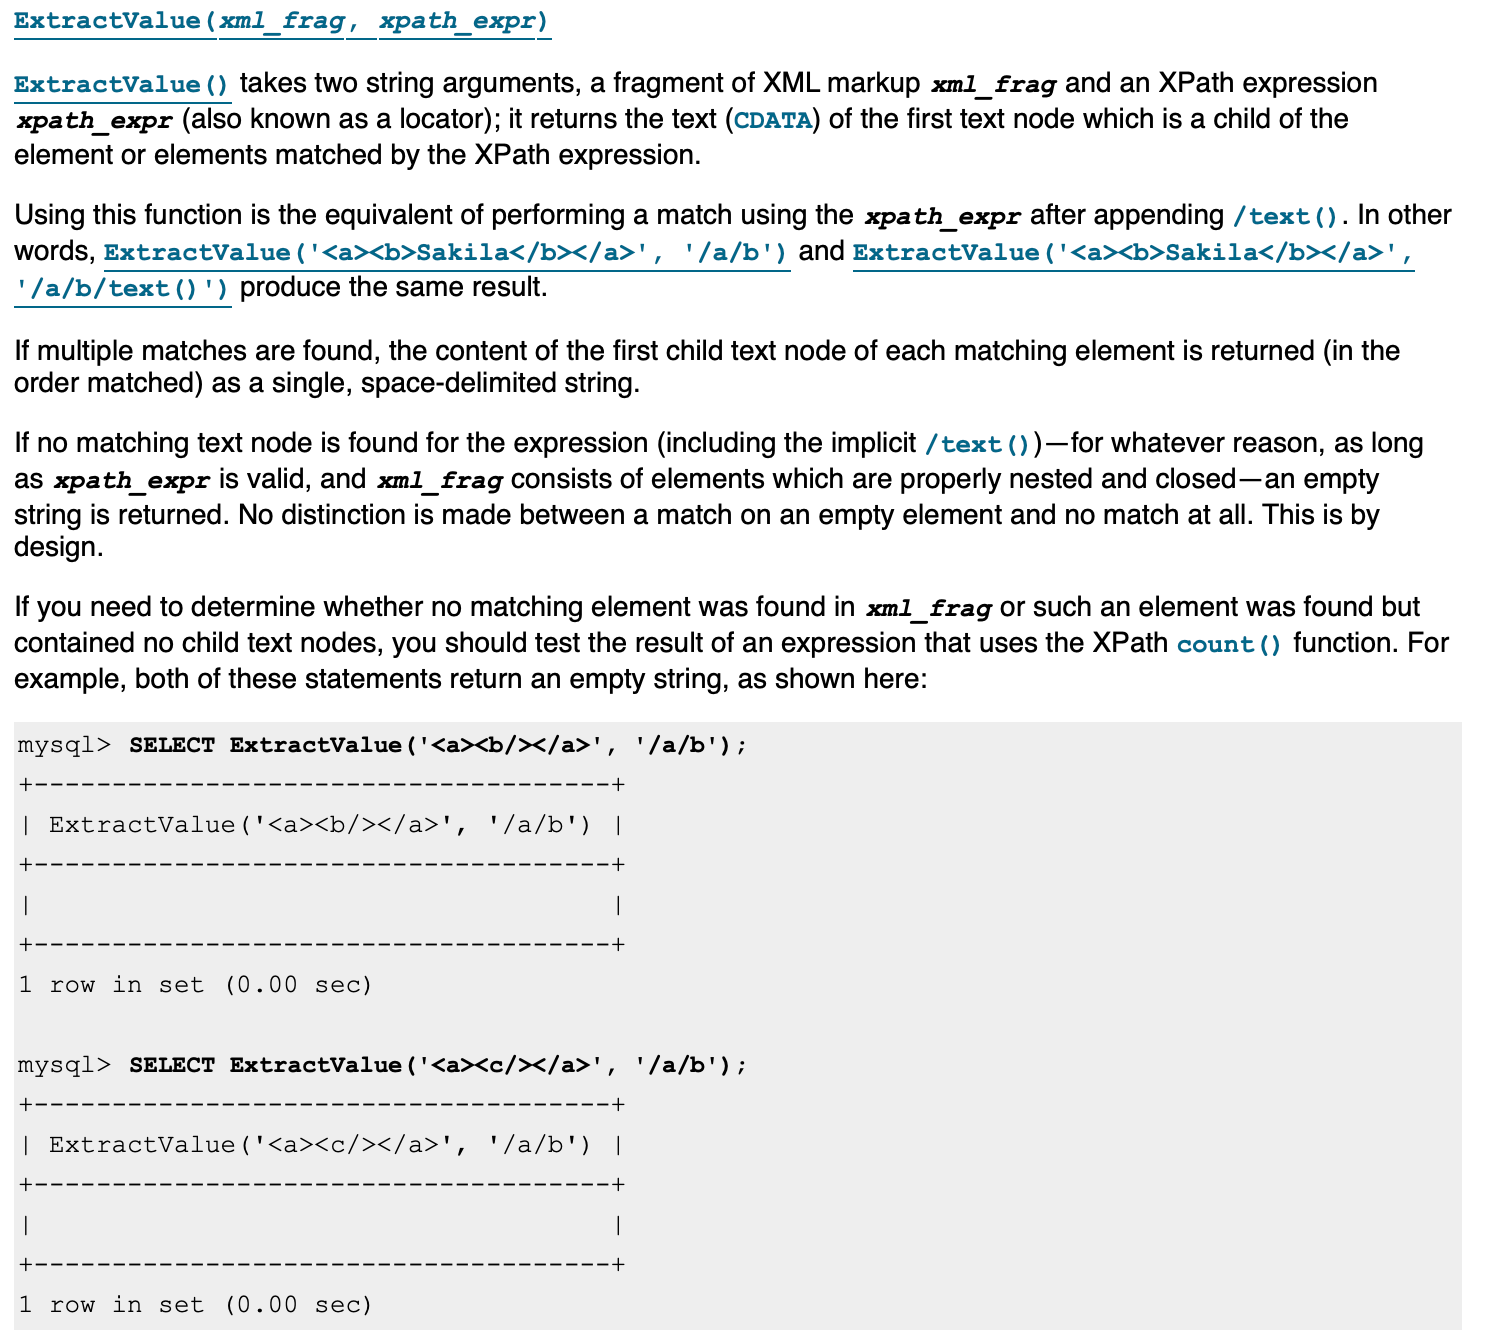 ExtractValue(xml_frag, xpath_expr)
ExtractValue() takes two string arguments, a fragment of XML markup xml_frag and an XPath expression
xpath_expr (also known as a locator); it returns the text (CDATA) of the first text node which is a child of the
element or elements matched by the XPath expression.
Using this function is the equivalent of performing a match using the xpath_expr after appending /text(). In other
words, ExtractValue('<a><b>Sakila</b></a>', '/a/b') and ExtractValue('<a><b>Sakila</b></a>',
'/a/b/text()') produce the same result.
If multiple matches are found, the content of the first child text node of each matching element is returned (in the
order matched) as a single, space-delimited string.
If no matching text node is found for the expression (including the implicit /text())—for whatever reason, as long
as xpath_expr is valid, and xml_frag consists of elements which are properly nested and closed—an empty
string is returned. No distinction is made between a match on an empty element and no match at all. This is by
design.
If you need to determine whether no matching element was found in xml_frag or such an element was found but
contained no child text nodes, you should test the result of an expression that uses the XPath count() function. For
example, both of these statements return an empty string, as shown here:
mysql> SELECT ExtractValue('<a><b/></a>', '/a/b');
+-------------------------------------+
| ExtractValue('<a><b/></a>', '/a/b') |
+-------------------------------------+
|                                     |
+-------------------------------------+
1 row in set (0.00 sec)
mysql> SELECT ExtractValue('<a><c/></a>', '/a/b');
+-------------------------------------+
| ExtractValue('<a><c/></a>', '/a/b') |
+-------------------------------------+
|                                     |
+-------------------------------------+
1 row in set (0.00 sec)